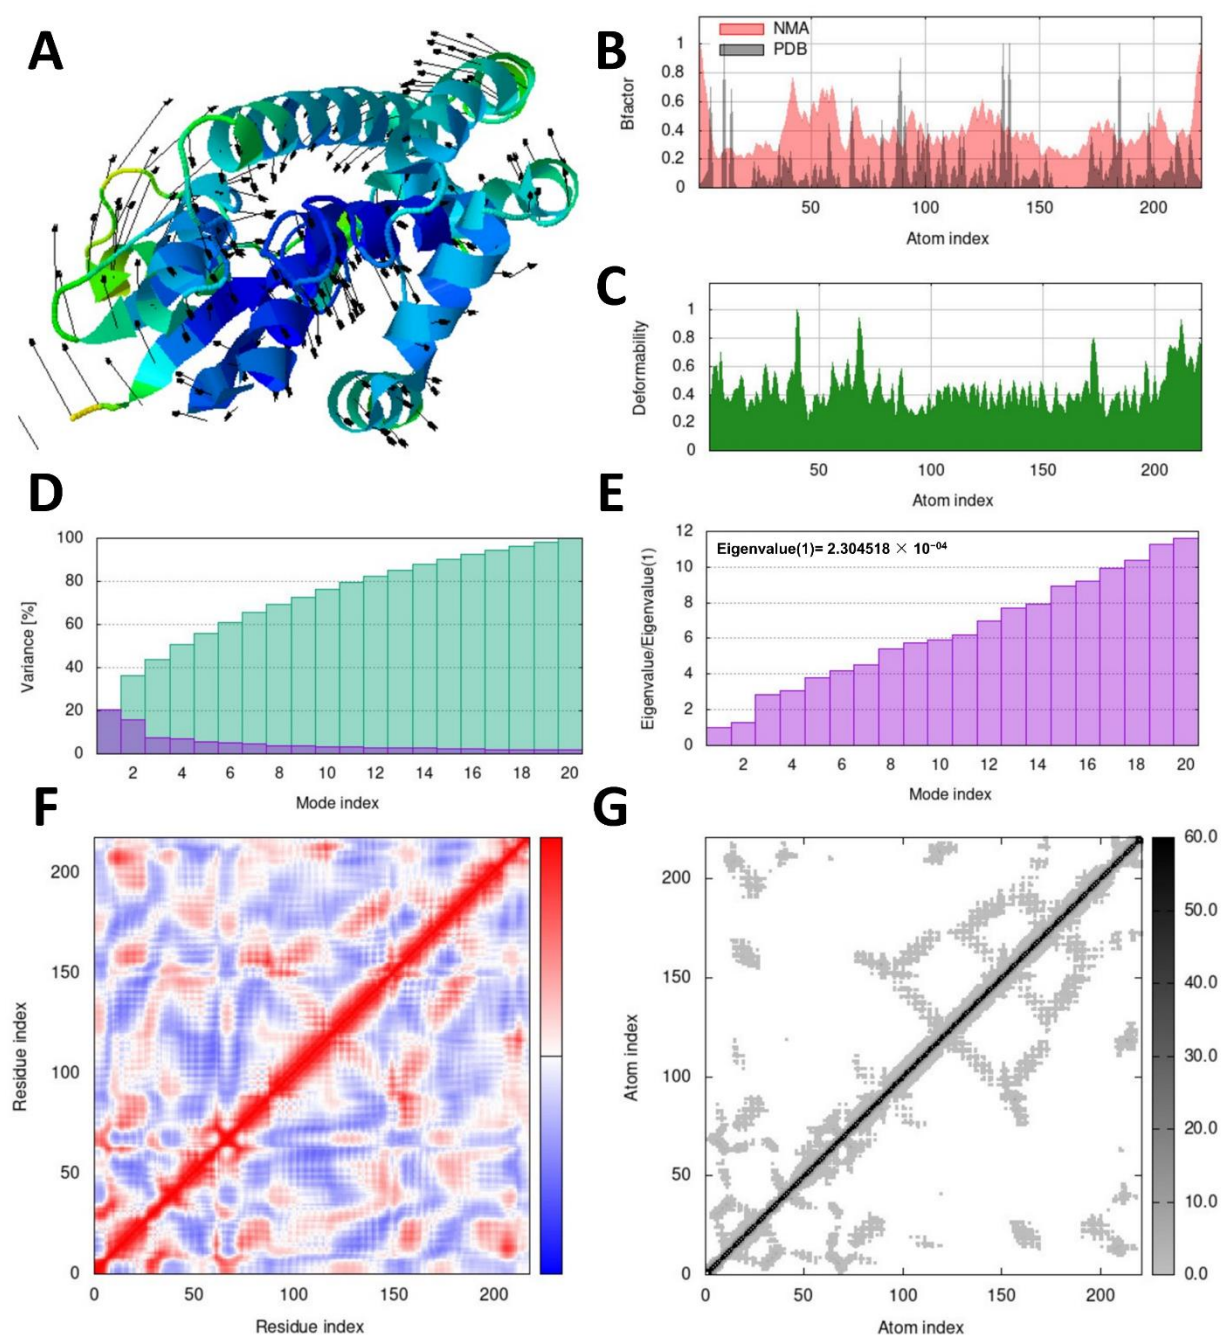 A
B
NMA
PDB
1
0.8
0.6
0.4
0.2
0
Bfactor
50 100 150 200
Atom index
C
1
0.8
0.6
0.4
0.2
0
Deformability
50 100 150 200
Atom index
D
100
80
60
40
20
0
Variance [%]
2 4 6 8 10 12 14 16 18 20
Mode index
E
Eigenvalue(1)= 2.304518 × 10⁻⁰⁴
12
10
8
6
4
2
0
Eigenvalue/Eigenvalue(1)
2 4 6 8 10 12 14 16 18 20
Mode index
F
200
150
100
50
0
Residue index
0 50 100 150 200
Residue index
G
200
150
100
50
0
Atom index
0 50 100 150 200
Atom index
60.0
50.0
40.0
30.0
20.0
10.0
0.0